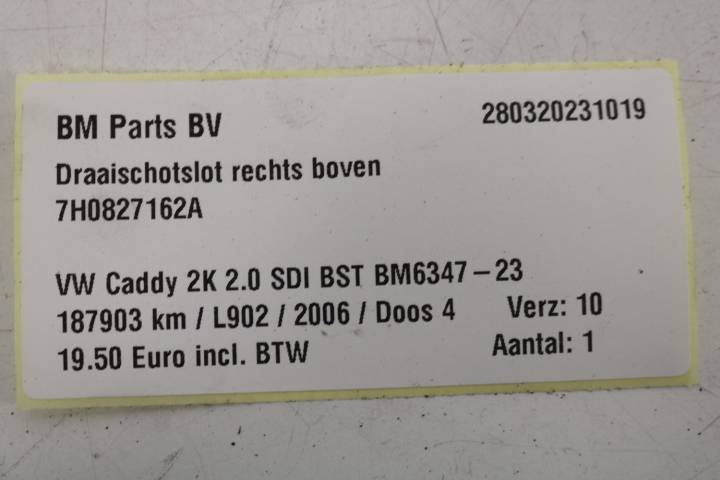 BM Parts BV 280320231019
Draaischotslot rechts boven
7H0827162A
VW Caddy 2K 2.0 SDI BST BM6347-23
187903 km / L902 / 2006 / Doos 4 Verz: 10
19.50 Euro incl. BTW Aantal: 1